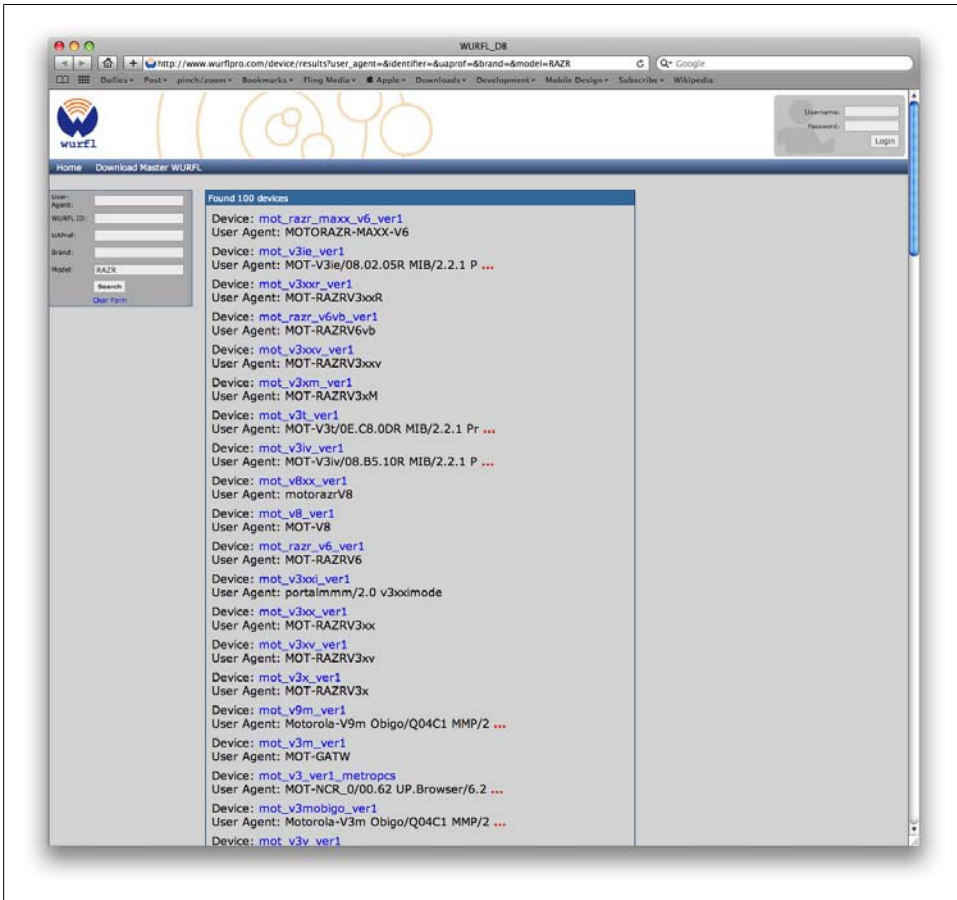 WURFL_DB
http://www.wurflpro.com/device/results?user_agent=&identifier=&uaprof=&brand=&model=RAZR
Google
Dailies Post pinch/zoom Bookmarks Fling Media Apple Downloads Development Mobile Design Subscribe Wikipedia
wurfl
Username:
Password:
Login
Home Download Master WURFL
User-
Agent:
WURFL ID:
UAProf:
Brand:
Model: RAZR
Search
Clear Form
Found 100 devices
Device: mot_razr_maxx_v6_ver1
User Agent: MOTORAZR-MAXX-V6
Device: mot_v3ie_ver1
User Agent: MOT-V3ie/08.02.05R MIB/2.2.1 P ...
Device: mot_v3xxr_ver1
User Agent: MOT-RAZRV3xxR
Device: mot_razr_v6vb_ver1
User Agent: MOT-RAZRV6vb
Device: mot_v3xxv_ver1
User Agent: MOT-RAZRV3xxv
Device: mot_v3xm_ver1
User Agent: MOT-RAZRV3xM
Device: mot_v3t_ver1
User Agent: MOT-V3t/0E.C8.0DR MIB/2.2.1 Pr ...
Device: mot_v3iv_ver1
User Agent: MOT-V3iv/08.B5.10R MIB/2.2.1 P ...
Device: mot_v8xx_ver1
User Agent: motorazrV8
Device: mot_v8_ver1
User Agent: MOT-V8
Device: mot_razr_v6_ver1
User Agent: MOT-RAZRV6
Device: mot_v3xxi_ver1
User Agent: portalmmm/2.0 v3xximode
Device: mot_v3xx_ver1
User Agent: MOT-RAZRV3xx
Device: mot_v3xv_ver1
User Agent: MOT-RAZRV3xv
Device: mot_v3x_ver1
User Agent: MOT-RAZRV3x
Device: mot_v9m_ver1
User Agent: Motorola-V9m Obigo/Q04C1 MMP/2 ...
Device: mot_v3m_ver1
User Agent: MOT-GATW
Device: mot_v3_ver1_metropcs
User Agent: MOT-NCR_0/00.62 UP.Browser/6.2 ...
Device: mot_v3mobigo_ver1
User Agent: Motorola-V3m Obigo/Q04C1 MMP/2 ...
Device: mot_v3v_ver1